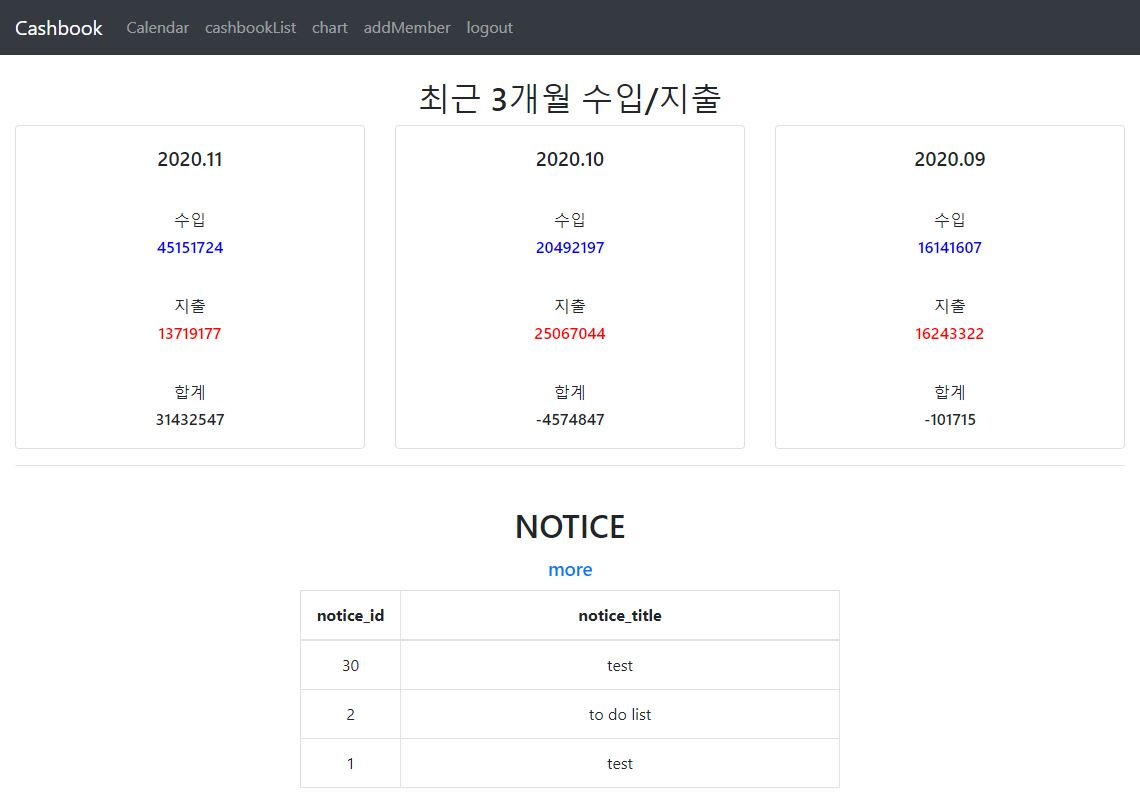 Cashbook Calendar cashbookList chart addMember logout
최근 3개월 수입/지출
2020.11
수입
45151724
지출
13719177
합계
31432547
2020.10
수입
20492197
지출
25067044
합계
-4574847
2020.09
수입
16141607
지출
16243322
합계
-101715
NOTICE
more
notice_id notice_title
30 test
2 to do list
1 test